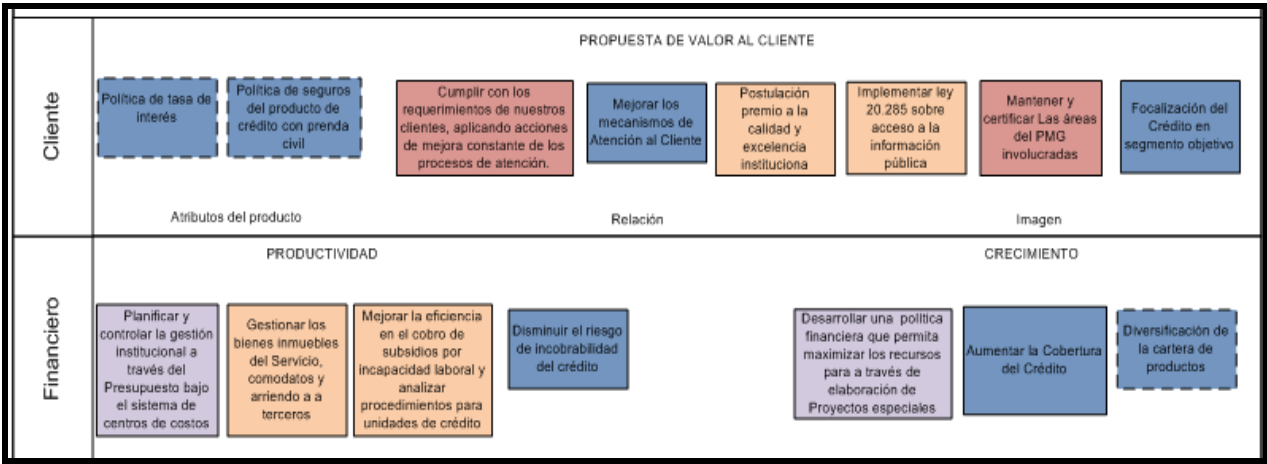 Cliente
PROPUESTA DE VALOR AL CLIENTE
Política de tasa de
interés
Política de seguros
del producto de
crédito con prenda
civil
Cumplir con los
requerimientos de nuestros
clientes, aplicando acciones
de mejora constante de los
procesos de atención.
Mejorar los
mecanismos de
Atención al Cliente
Postulación
premio a la
calidad y
excelencia
instituciona
Implementar ley
20.285 sobre
acceso a la
información
pública
Mantener y
certificar Las áreas
del PMG
involucradas
Focalización del
Crédito en
segmento objetivo
Atributos del producto
Relación
Imagen
Financiero
PRODUCTIVIDAD
CRECIMIENTO
Planificar y
controlar la gestión
institucional a
través del
Presupuesto bajo
el sistema de
centros de costos
Gestionar los
bienes inmuebles
del Servicio,
comodatos y
arriendo a a
terceros
Mejorar la eficiencia
en el cobro de
subsidios por
incapacidad laboral y
analizar
procedimientos para
unidades de crédito
Disminuir el riesgo
de incobrabilidad
del crédito
Desarrollar una política
financiera que permita
maximizar los recursos
para a través de
elaboración de
Proyectos especiales
Aumentar la Cobertura
del Crédito
Diversificación de
la cartera de
productos